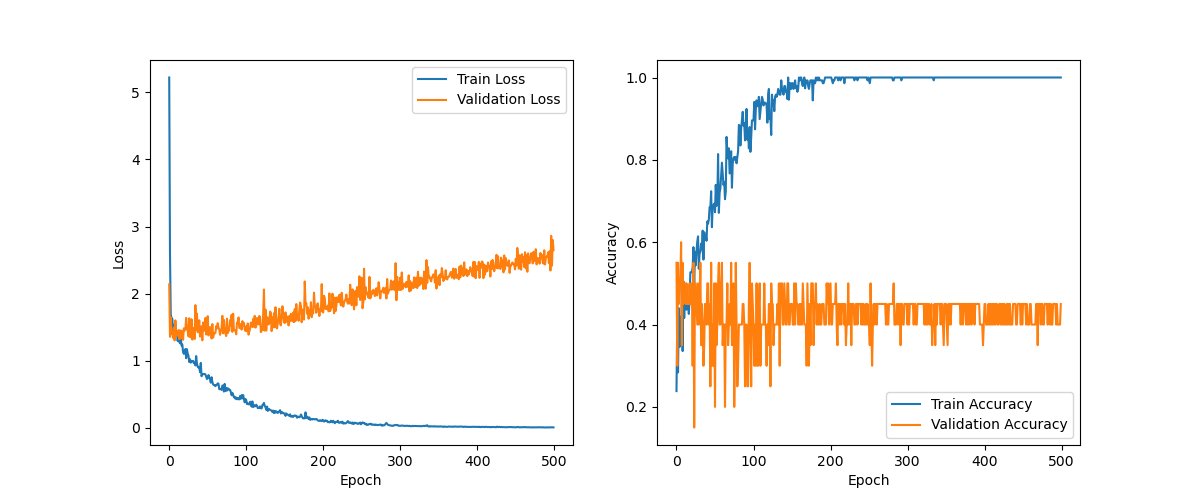 Train Loss
Validation Loss
5
4
3
2
1
0
Loss
0 100 200 300 400 500
Epoch
1.0
0.8
0.6
0.4
0.2
Accuracy
Train Accuracy
Validation Accuracy
0 100 200 300 400 500
Epoch